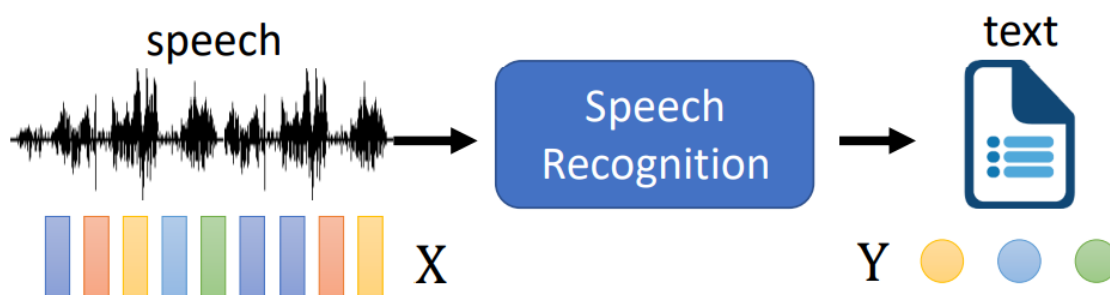 speech
text
Speech
Recognition
X
Y